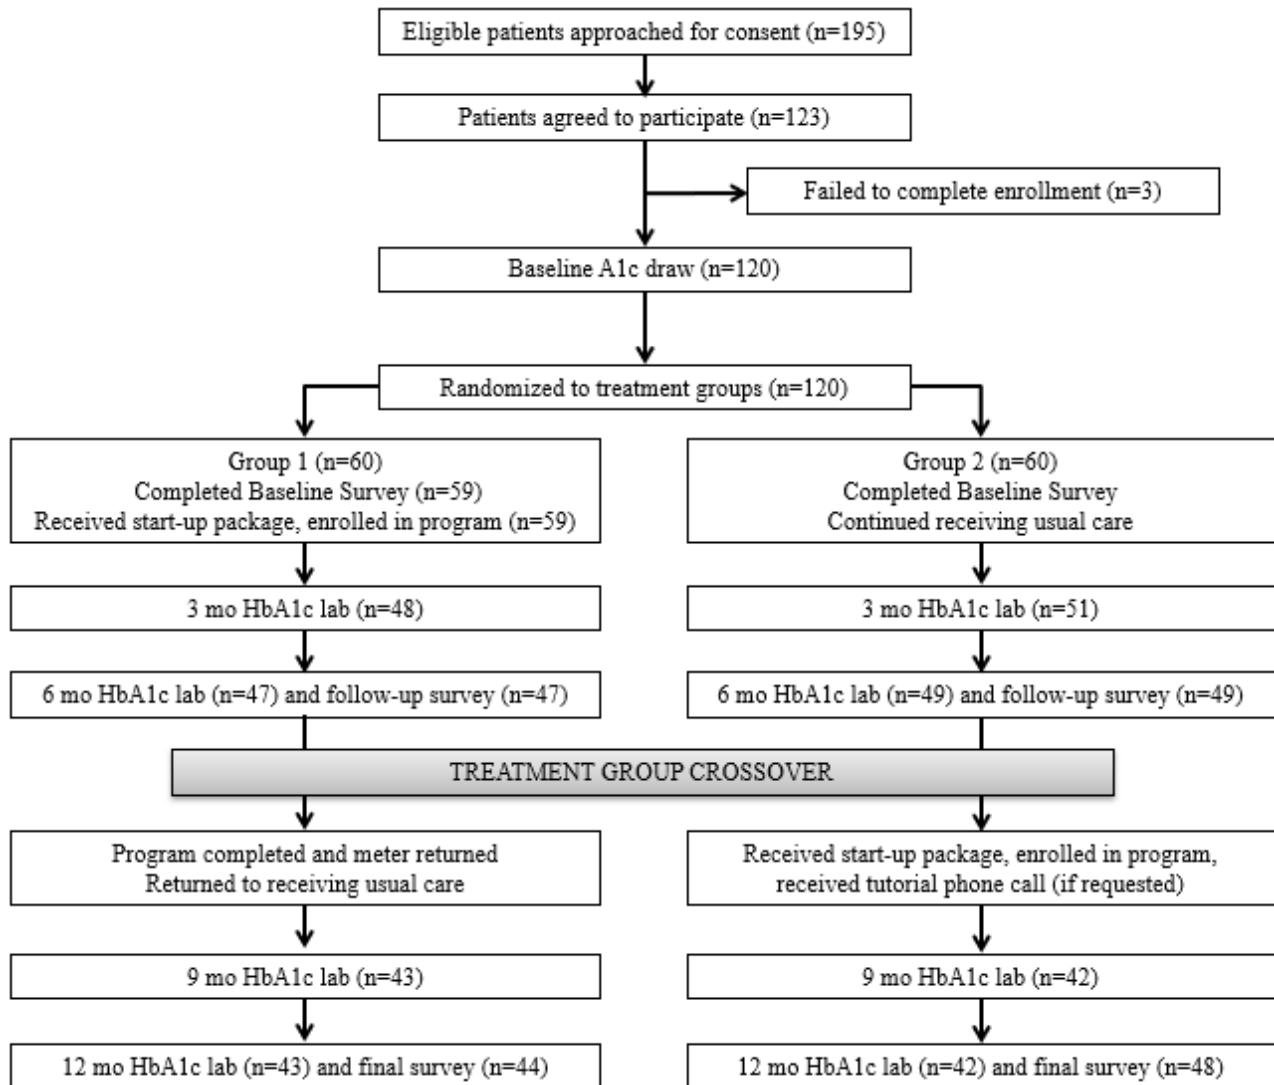 Eligible patients approached for consent (n=195)
Patients agreed to participate (n=123)
Failed to complete enrollment (n=3)
Baseline A1c draw (n=120)
Randomized to treatment groups (n=120)
Group 1 (n=60)
Completed Baseline Survey (n=59)
Received start-up package, enrolled in program (n=59)
Group 2 (n=60)
Completed Baseline Survey
Continued receiving usual care
3 mo HbA1c lab (n=48)
3 mo HbA1c lab (n=51)
6 mo HbA1c lab (n=47) and follow-up survey (n=47)
6 mo HbA1c lab (n=49) and follow-up survey (n=49)
TREATMENT GROUP CROSSOVER
Program completed and meter returned
Returned to receiving usual care
Received start-up package, enrolled in program,
received tutorial phone call (if requested)
9 mo HbA1c lab (n=43)
9 mo HbA1c lab (n=42)
12 mo HbA1c lab (n=43) and final survey (n=44)
12 mo HbA1c lab (n=42) and final survey (n=48)